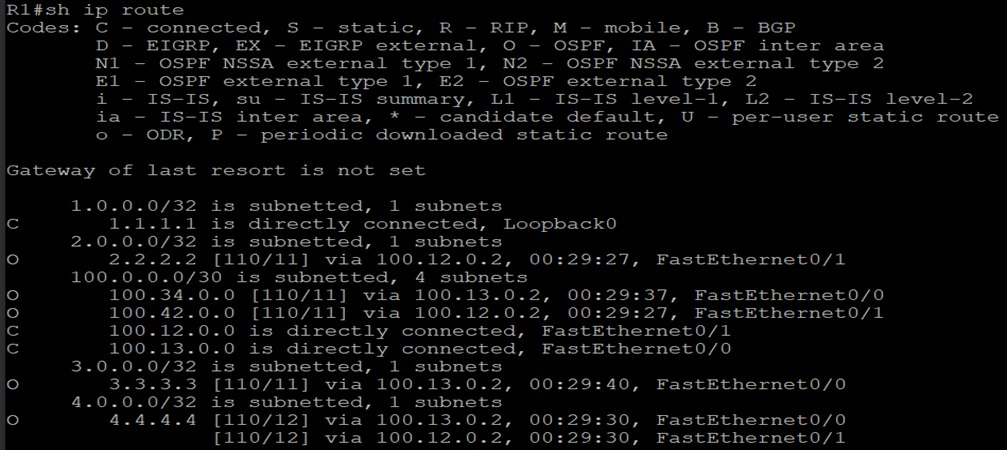 R1#sh ip route
Codes: C - connected, S - static, R - RIP, M - mobile, B - BGP
       D - EIGRP, EX - EIGRP external, O - OSPF, IA - OSPF inter area
       N1 - OSPF NSSA external type 1, N2 - OSPF NSSA external type 2
       E1 - OSPF external type 1, E2 - OSPF external type 2
       i - IS-IS, su - IS-IS summary, L1 - IS-IS level-1, L2 - IS-IS level-2
       ia - IS-IS inter area, * - candidate default, U - per-user static route
       o - ODR, P - periodic downloaded static route

Gateway of last resort is not set

     1.0.0.0/32 is subnetted, 1 subnets
C       1.1.1.1 is directly connected, Loopback0
     2.0.0.0/32 is subnetted, 1 subnets
O       2.2.2.2 [110/11] via 100.12.0.2, 00:29:27, FastEthernet0/1
     100.0.0.0/30 is subnetted, 4 subnets
O       100.34.0.0 [110/11] via 100.13.0.2, 00:29:37, FastEthernet0/0
O       100.42.0.0 [110/11] via 100.12.0.2, 00:29:27, FastEthernet0/1
C       100.12.0.0 is directly connected, FastEthernet0/1
C       100.13.0.0 is directly connected, FastEthernet0/0
     3.0.0.0/32 is subnetted, 1 subnets
O       3.3.3.3 [110/11] via 100.13.0.2, 00:29:40, FastEthernet0/0
     4.0.0.0/32 is subnetted, 1 subnets
O       4.4.4.4 [110/12] via 100.13.0.2, 00:29:30, FastEthernet0/0
                [110/12] via 100.12.0.2, 00:29:30, FastEthernet0/1